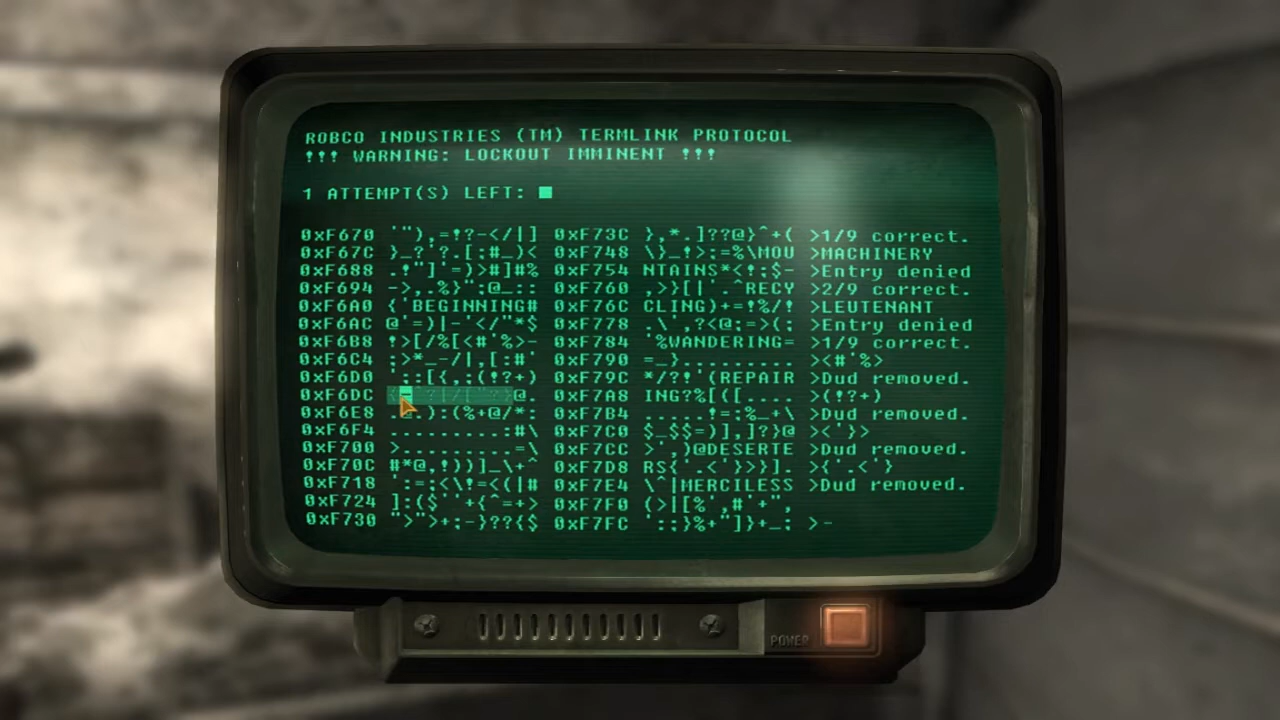 ROBCO INDUSTRIES (TM) TERMLINK PROTOCOL
!!! WARNING: LOCKOUT IMMINENT !!!
1 ATTEMPT(S) LEFT:
0xF670 '"),=!?-</|] 0xF73C },*.]??@}^+( >1/9 correct.
0xF67C }_?'?.[;#_)< 0xF748 \}_!>:=%\MOU >MACHINERY
0xF688 .!"]'=)>#]#% 0xF754 NTAINS*<!;$- >Entry denied
0xF694 ->,.%}";@_:: 0xF760 ,>}[|'.^RECY >2/9 correct.
0xF6A0 {'BEGINNING# 0xF76C CLING)+=!%/! >LEUTENANT
0xF6AC @'=)|-'</"*$ 0xF778 .\',?<@;=>(: >Entry denied
0xF6B8 !>[/%[<#'%>- 0xF784 '%WANDERING= >1/9 correct.
0xF6C4 :>*_-/|,[:#' 0xF790 =_}......... ><#'%>
0xF6D0 ';:[{,;(!?+) 0xF79C */?!'(REPAIR >Dud removed.
0xF6DC @. 0xF7A8 ING?%[([.... >(!?+)
0xF6E8 .@.):(%+@/*: 0xF7B4 .....!=;%_+\ >Dud removed.
0xF6F4 .........:#\ 0xF7C0 $_$$=)],]?}@ ><'}>
0xF700 >.........=\ 0xF7CC >',)@DESERTE >Dud removed.
0xF70C #*@,!))]_\+^ 0xF7D8 RS{'.<'}>}]. >{'.<'}
0xF718 ':=;<\!=<(|# 0xF7E4 \^|MERCILESS >Dud removed.
0xF724 ]:($''+{^=+> 0xF7F0 (>|[%',#'+",
0xF730 ">">+;-}??{$ 0xF7FC '::}%+"]}+_; >-
POWER